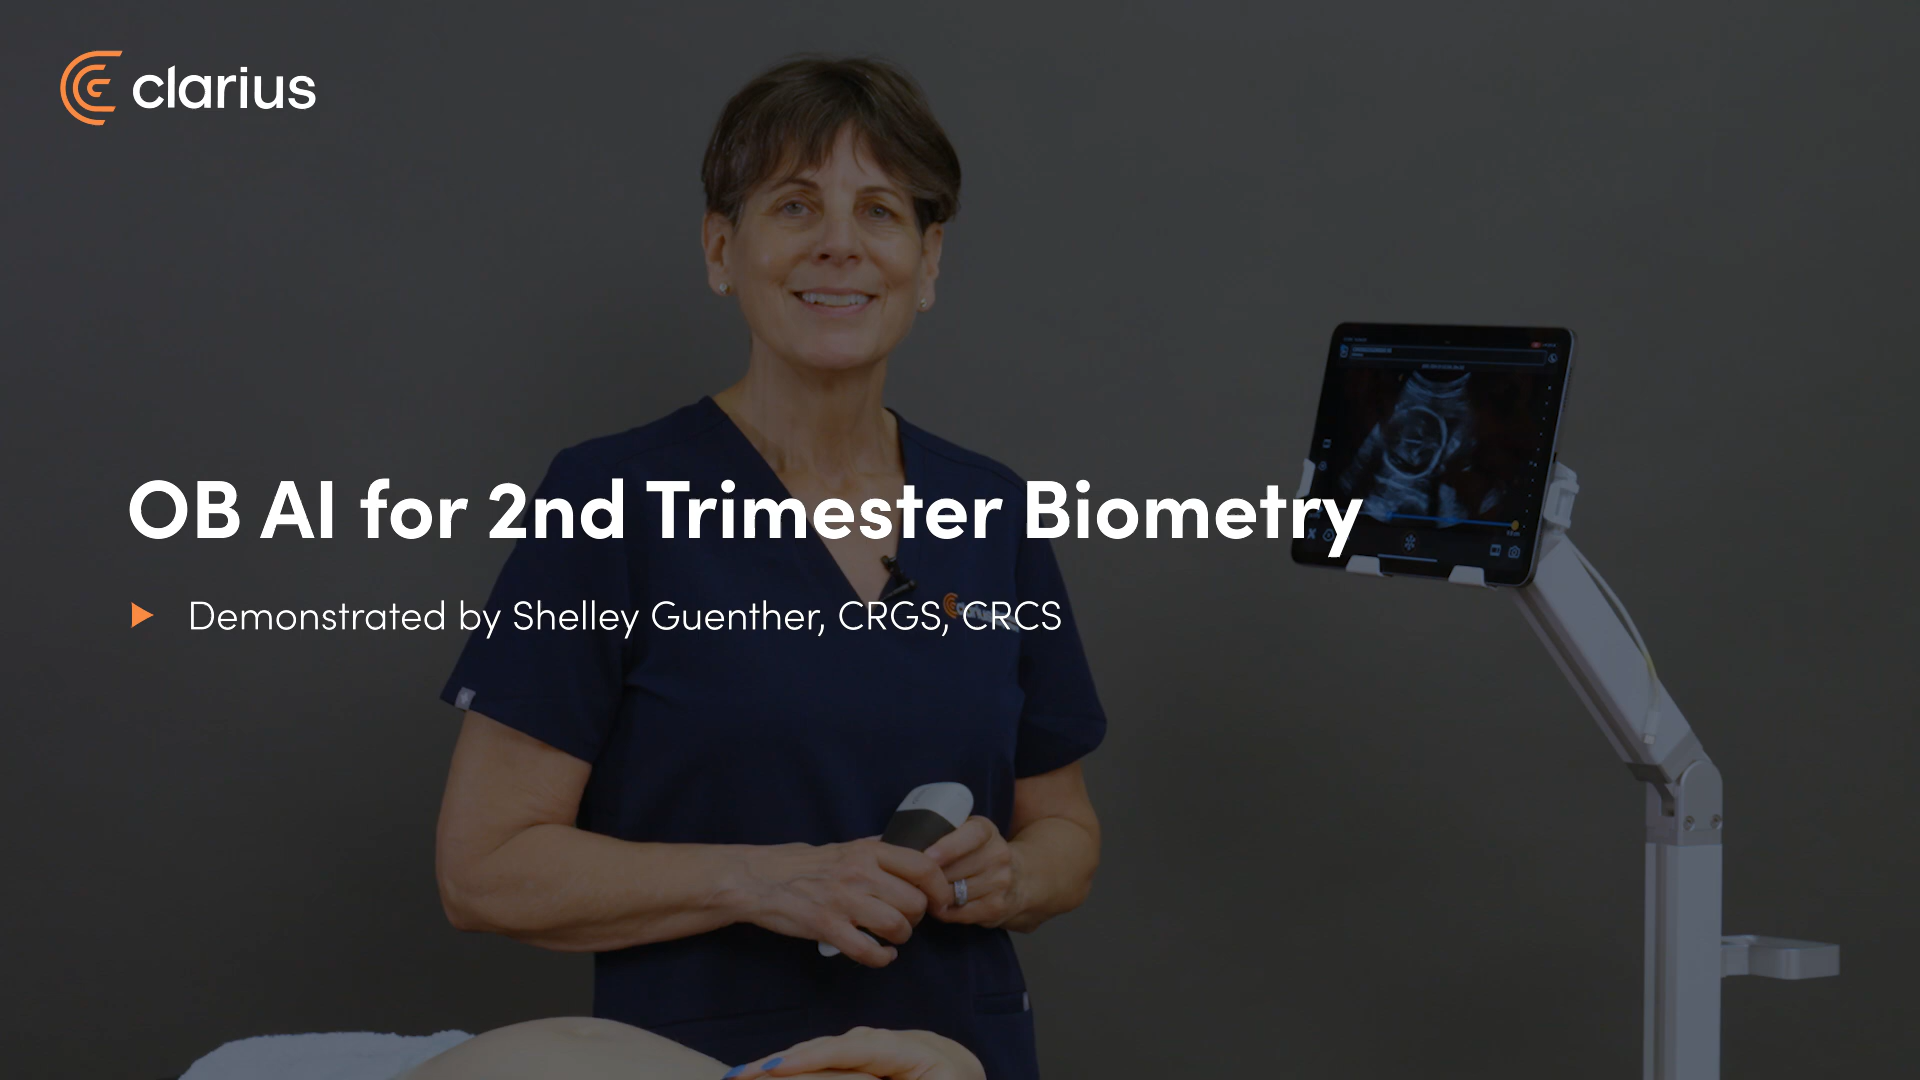 clarius
OB AI for 2nd Trimester Biometry
Demonstrated by Shelley Guenther, CRGS, CRCS